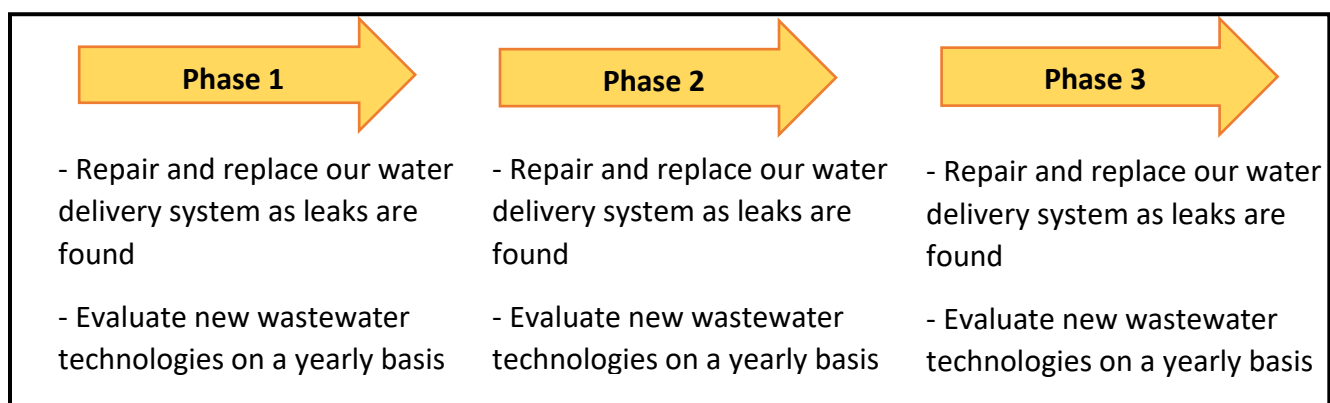 Phase 1
- Repair and replace our water
delivery system as leaks are
found
- Evaluate new wastewater
technologies on a yearly basis
Phase 2
- Repair and replace our water
delivery system as leaks are
found
- Evaluate new wastewater
technologies on a yearly basis
Phase 3
- Repair and replace our water
delivery system as leaks are
found
- Evaluate new wastewater
technologies on a yearly basis